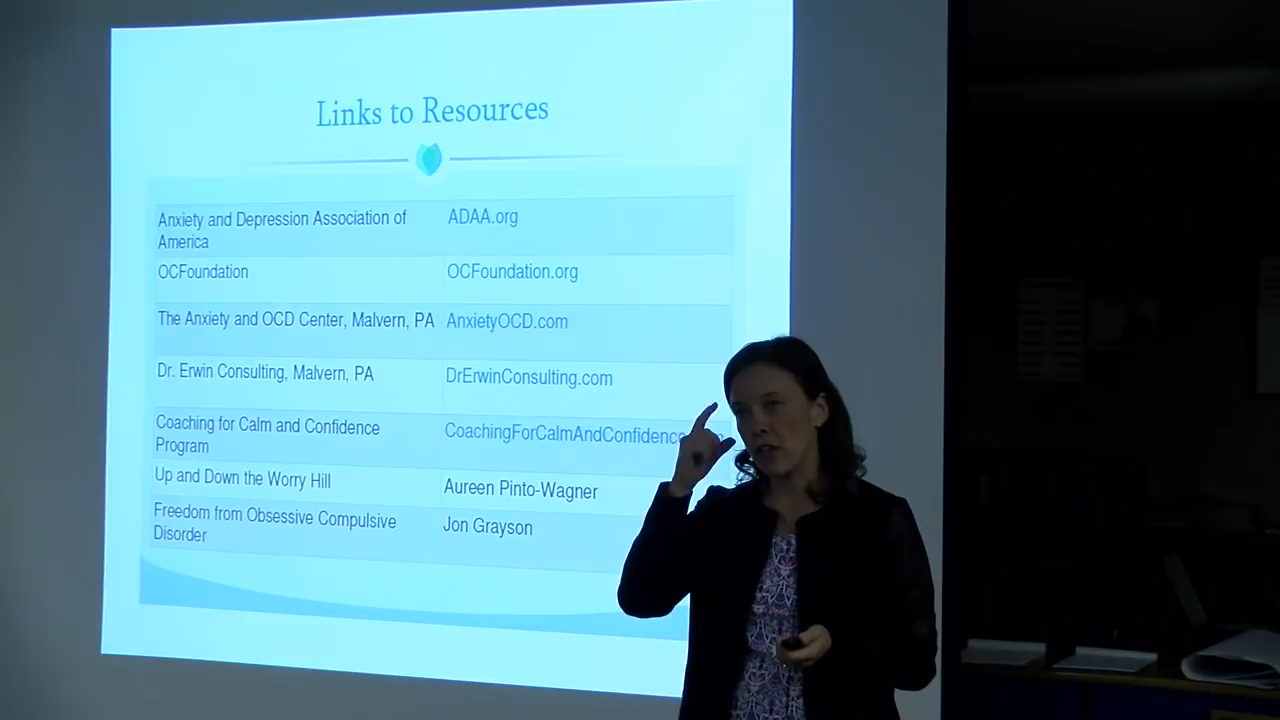 Links to Resources
Anxiety and Depression Association of America ADAA.org
OCFoundation OCFoundation.org
The Anxiety and OCD Center, Malvern, PA AnxietyOCD.com
Dr. Erwin Consulting, Malvern, PA DrErwinConsulting.com
Coaching for Calm and Confidence Program CoachingForCalmAndConfidence
Up and Down the Worry Hill Aureen Pinto-Wagner
Freedom from Obsessive Compulsive Disorder Jon Grayson